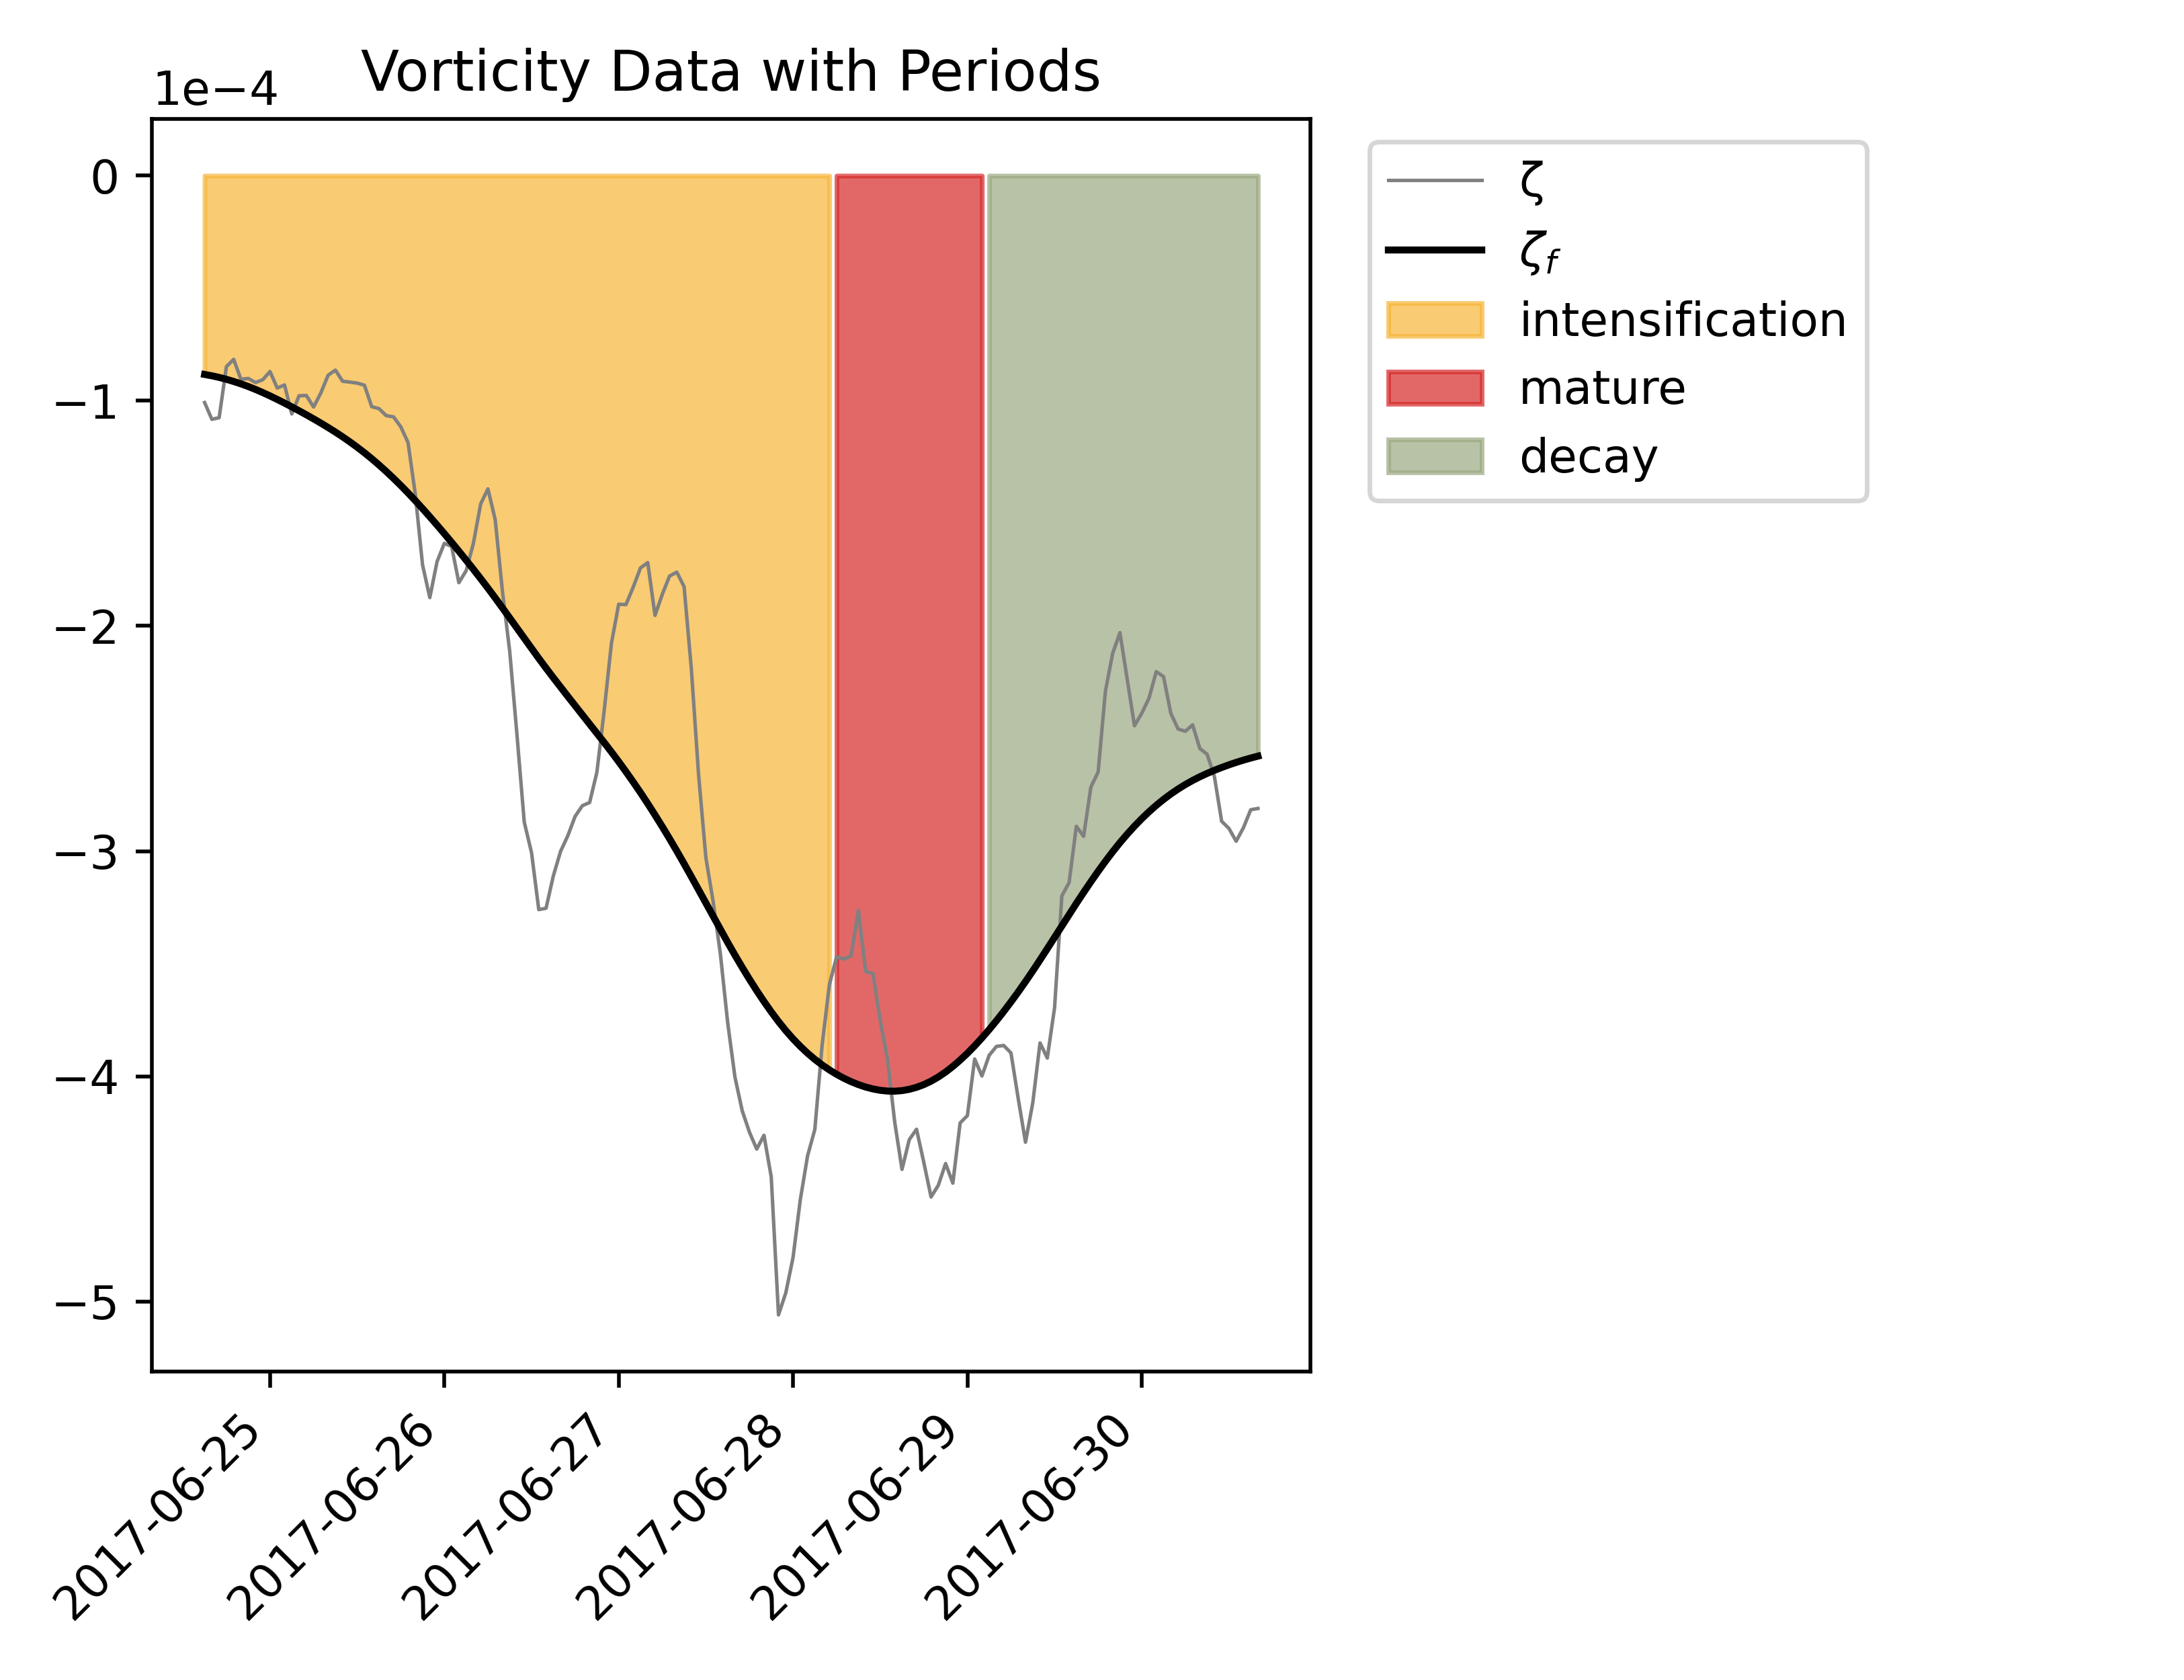 Vorticity Data with Periods
1e−4
0
−1
−2
−3
−4
−5
2017-06-25
2017-06-26
2017-06-27
2017-06-28
2017-06-29
2017-06-30
ζ
ζf
intensification
mature
decay